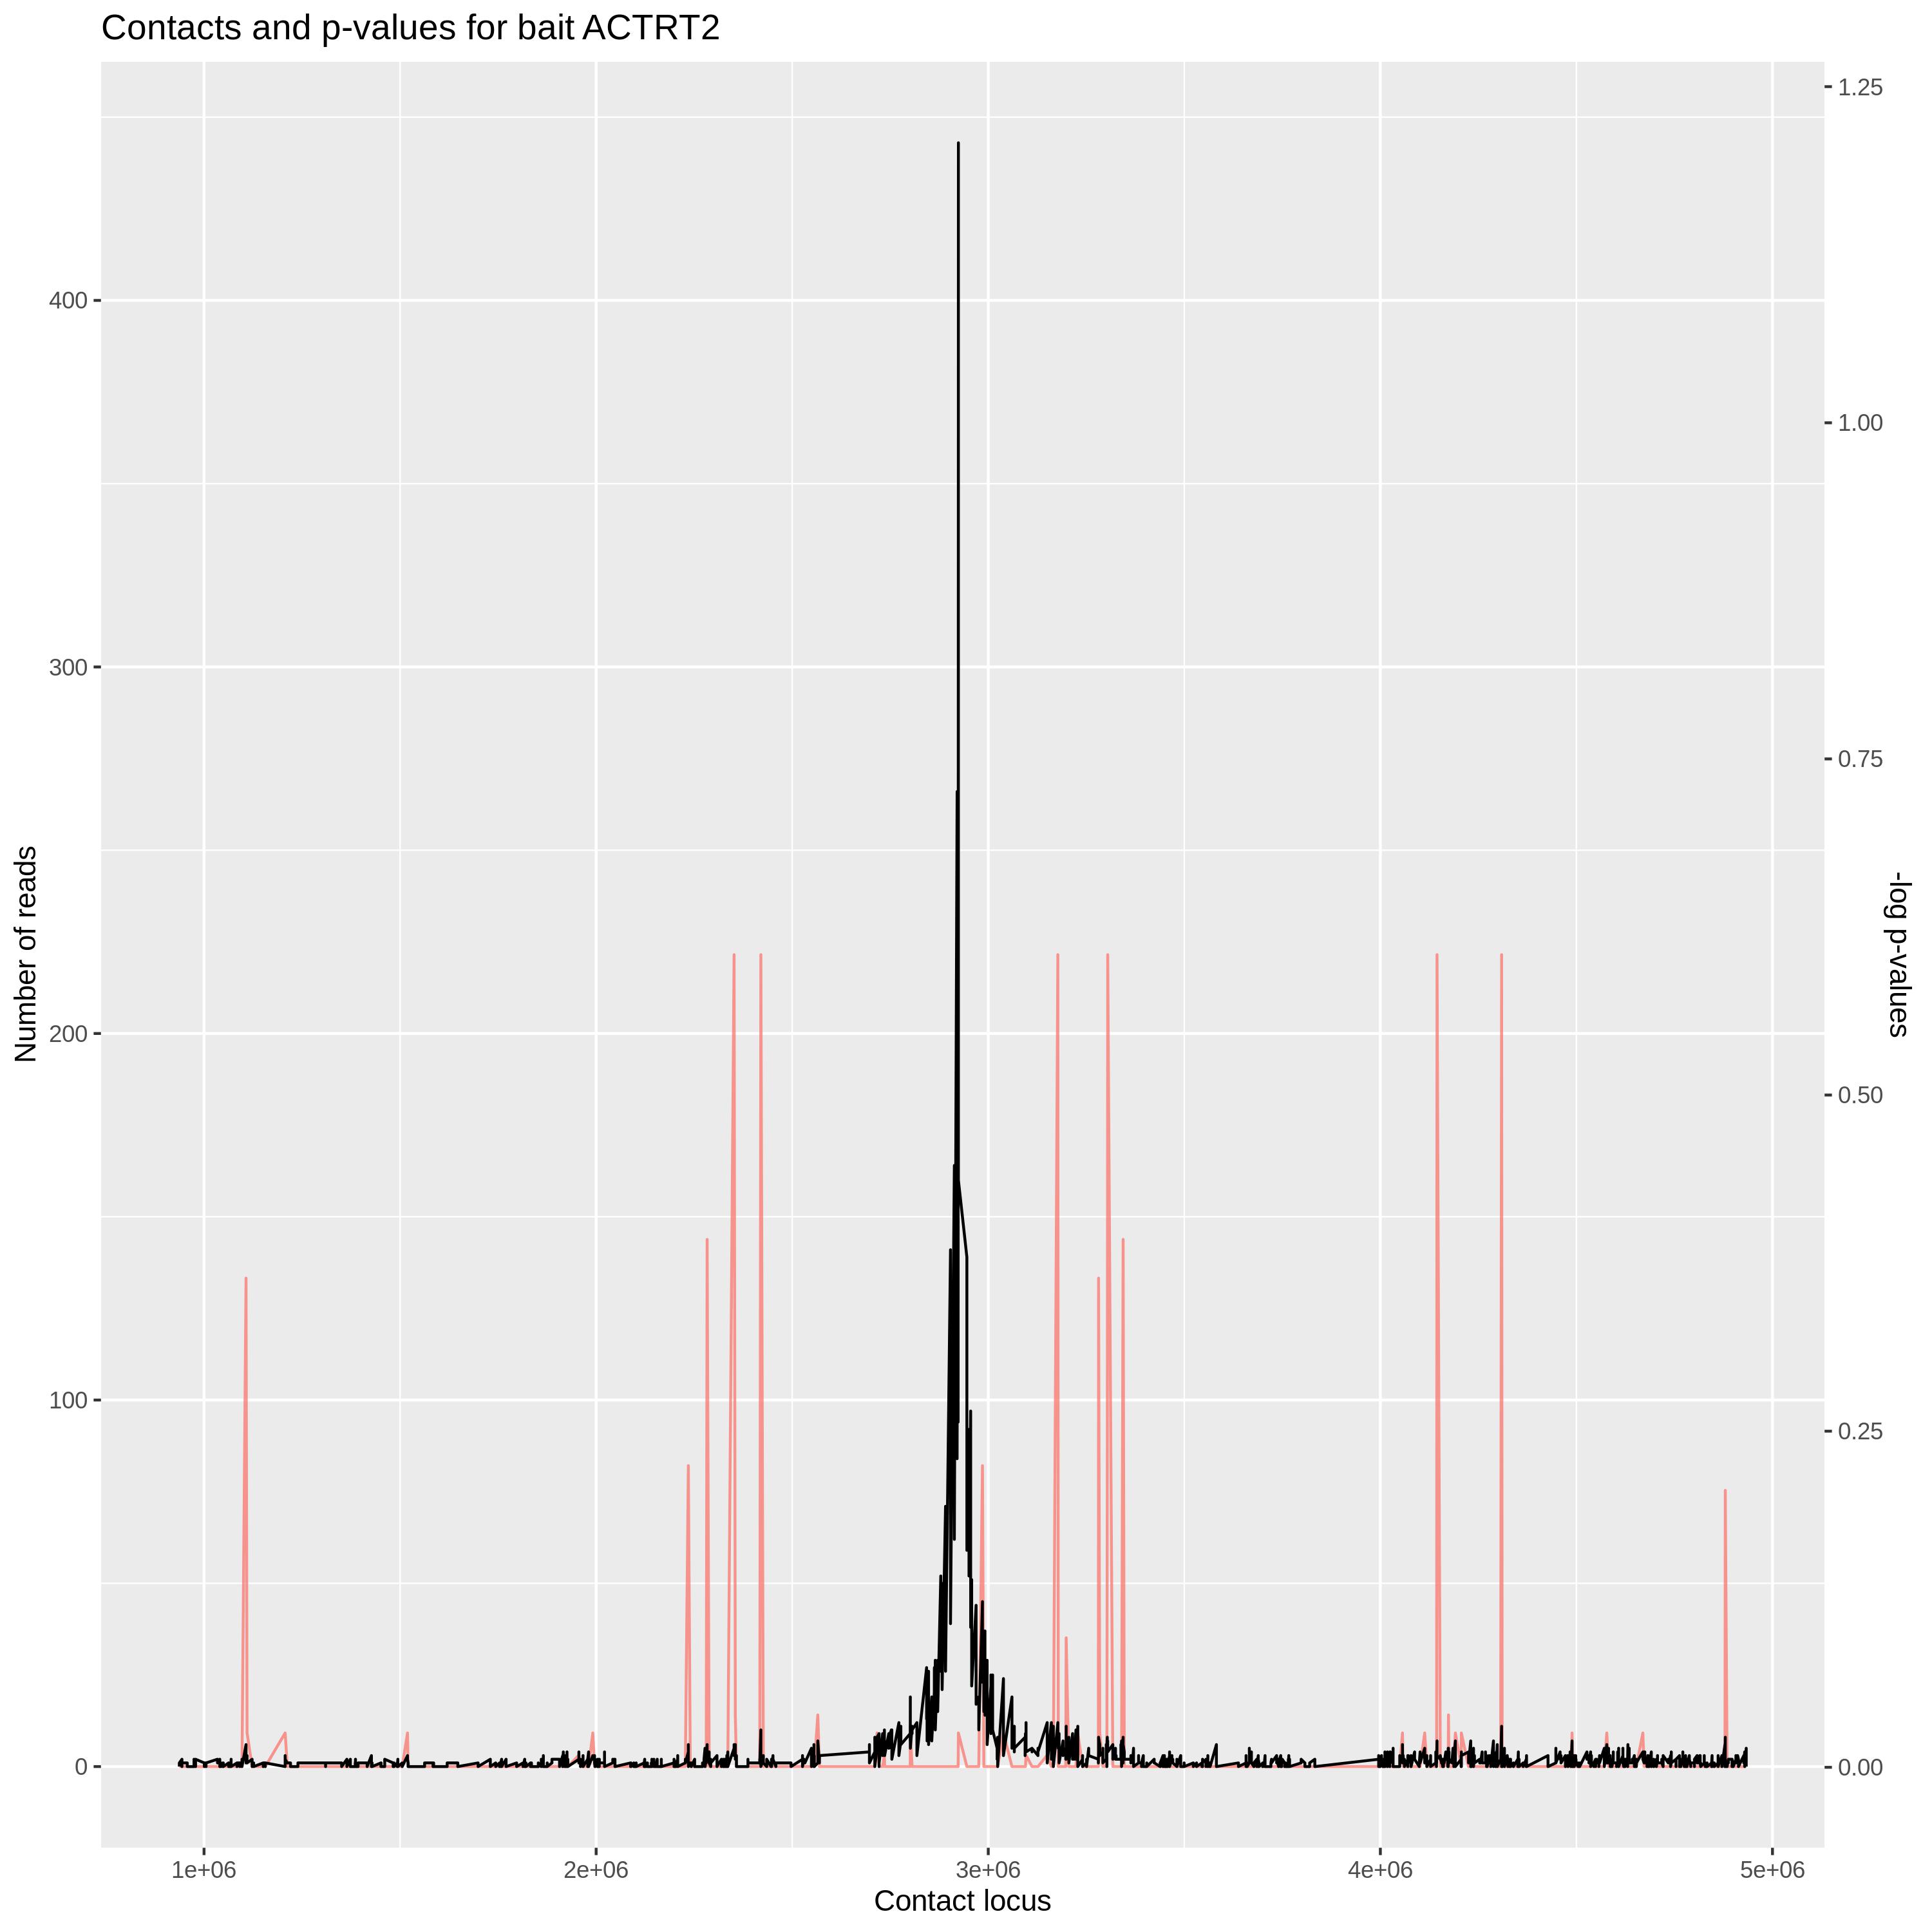 Contacts and p-values for bait ACTRT2
Number of reads
400
300
200
100
0
1.25
1.00
0.75
0.50
0.25
0.00
-log p-values
1e+06
2e+06
3e+06
4e+06
5e+06
Contact locus